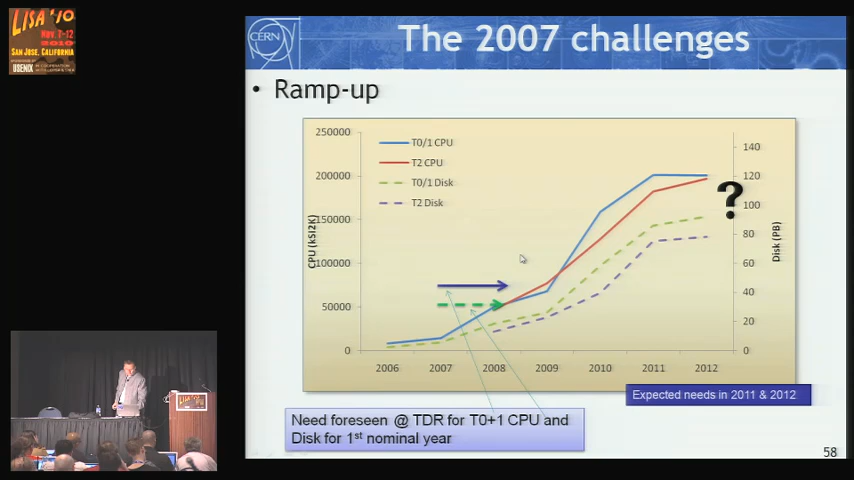 LISA '10
Nov. 7-12
2010
SAN JOSE, CALIFORNIA
USENIX
CERN
The 2007 challenges
• Ramp-up
250000
200000
150000
100000
50000
0
CPU (kSI2K)
T0/1 CPU
T2 CPU
T0/1 Disk
T2 Disk
140
120
100
80
60
40
20
0
Disk (PB)
?
2006 2007 2008 2009 2010 2011 2012
Expected needs in 2011 & 2012
Need foreseen @ TDR for T0+1 CPU and
Disk for 1st nominal year
58
LISA '10